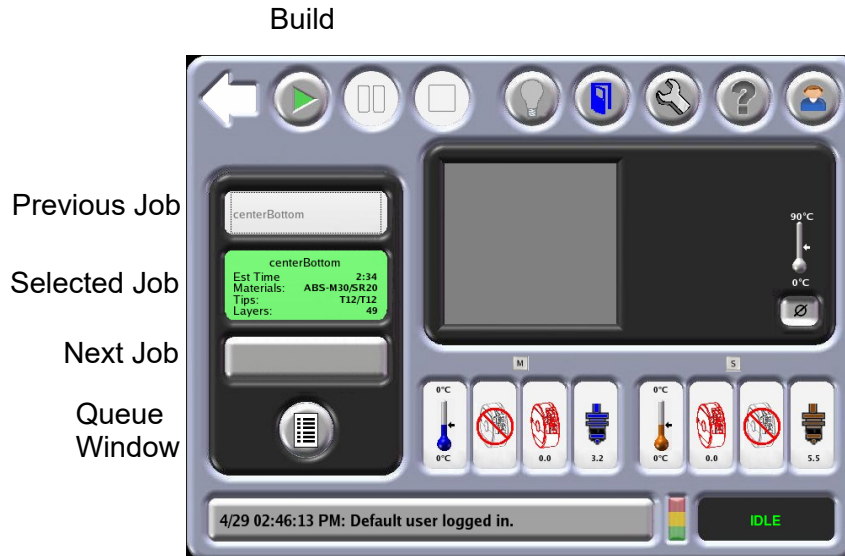 Build
Previous Job
Selected Job
Next Job
Queue
Window
centerBottom
centerBottom
Est Time 2:34
Materials: ABS-M30/SR20
Tips: T12/T12
Layers: 49
90°C
0°C
M
S
0°C
0°C
0.0
3.2
0°C
0°C
0.0
5.5
4/29 02:46:13 PM: Default user logged in.
IDLE